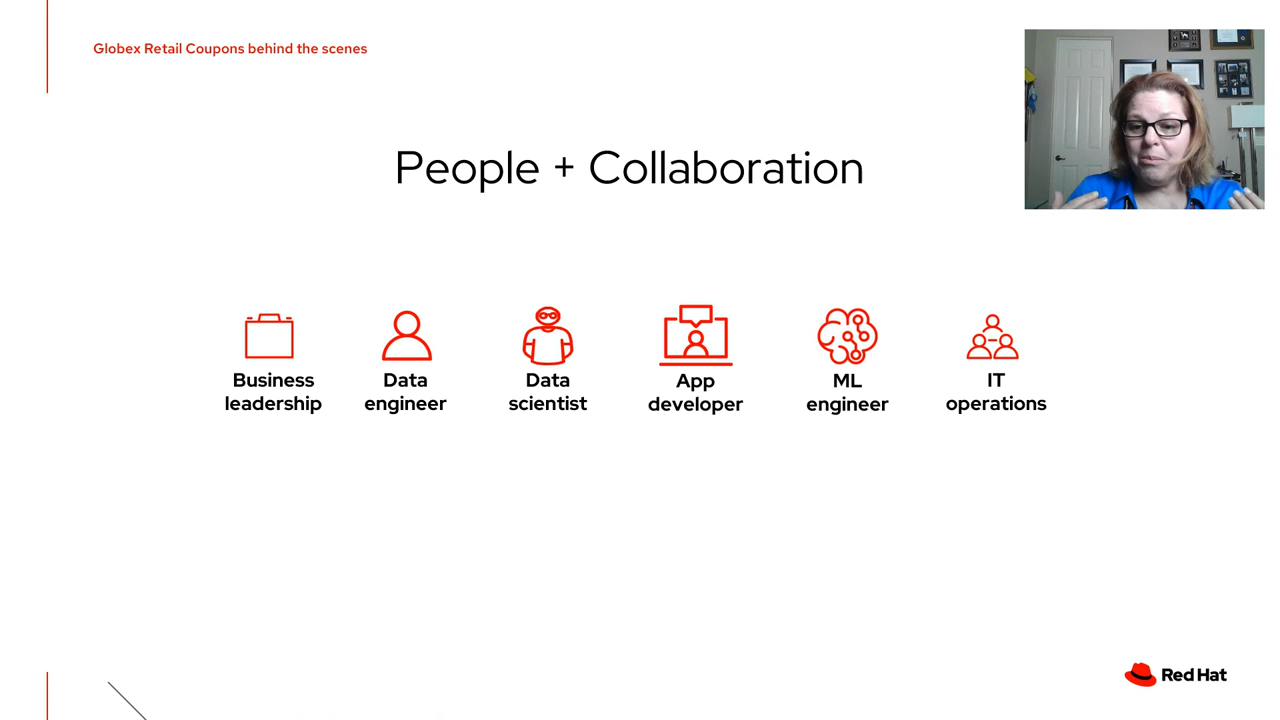 Globex Retail Coupons behind the scenes
People + Collaboration
Business
leadership
Data
engineer
Data
scientist
App
developer
ML
engineer
IT
operations
Red Hat